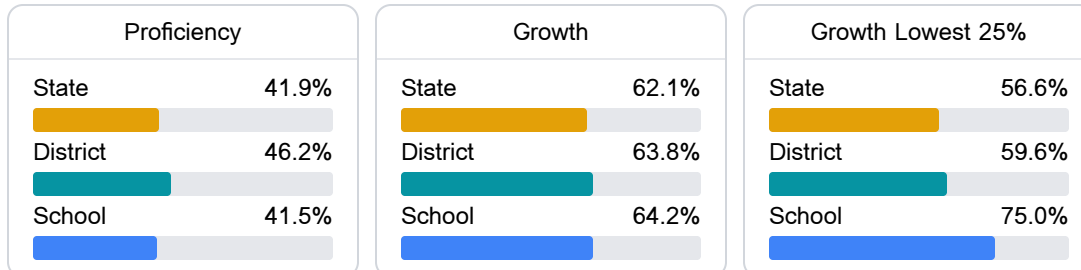 Proficiency
State 41.9%
District 46.2%
School 41.5%
Growth
State 62.1%
District 63.8%
School 64.2%
Growth Lowest 25%
State 56.6%
District 59.6%
School 75.0%